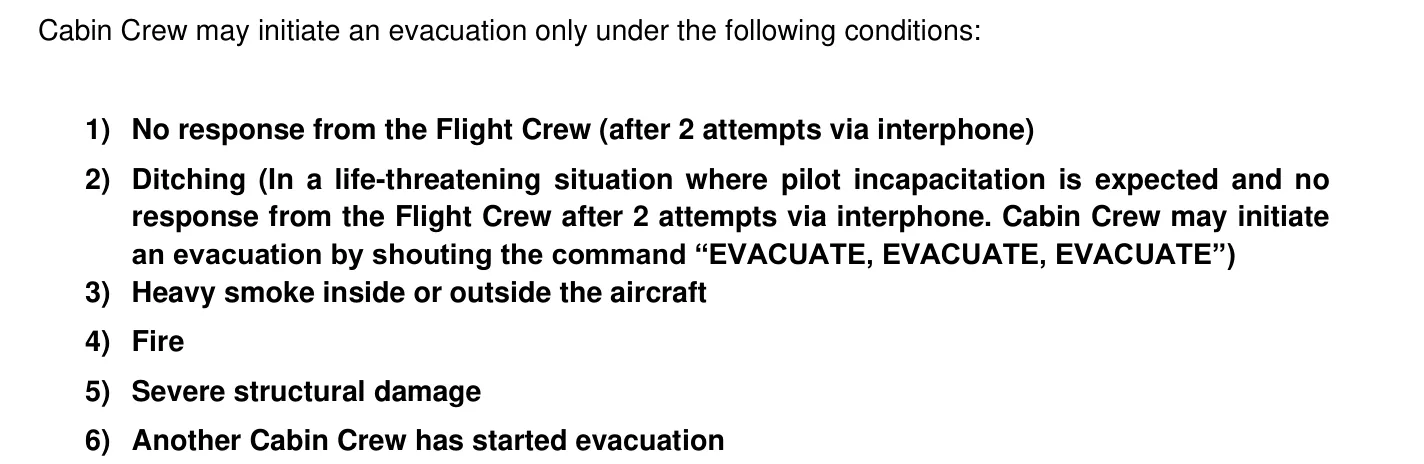 Cabin Crew may initiate an evacuation only under the following conditions:
1) No response from the Flight Crew (after 2 attempts via interphone)
2) Ditching (In a life-threatening situation where pilot incapacitation is expected and no
response from the Flight Crew after 2 attempts via interphone. Cabin Crew may initiate
an evacuation by shouting the command “EVACUATE, EVACUATE, EVACUATE”)
3) Heavy smoke inside or outside the aircraft
4) Fire
5) Severe structural damage
6) Another Cabin Crew has started evacuation